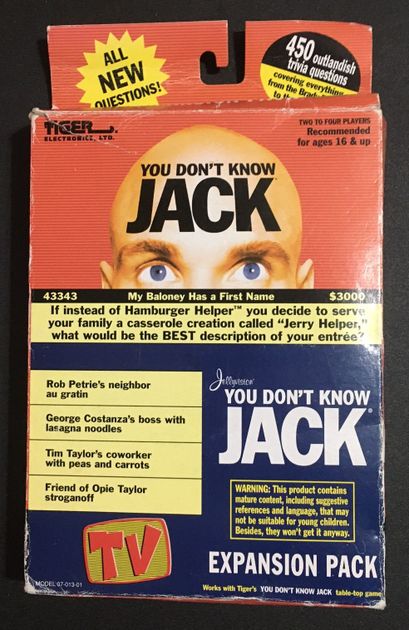 ALL
NEW
QUESTIONS!
450 outlandish
trivia questions
covering everything
from the Brady
to th
TIGER
ELECTRONICS, LTD.
TWO TO FOUR PLAYERS
Recommended
for ages 16 & up
YOU DON'T KNOW
JACK
43343 My Baloney Has a First Name $3000
If instead of Hamburger Helper™ you decide to serve
your family a casserole creation called "Jerry Helper,"
what would be the BEST description of your entrée?
Rob Petrie's neighbor
au gratin
George Costanza's boss with
lasagna noodles
Tim Taylor's coworker
with peas and carrots
Friend of Opie Taylor
stroganoff
Jellyvision
YOU DON'T KNOW
JACK®
WARNING: This product contains
mature content, including suggestive
references and language, that may
not be suitable for young children.
Besides, they won't get it anyway.
TV
EXPANSION PACK
MODEL 07-013-01
Works with Tiger's YOU DON'T KNOW JACK table-top game